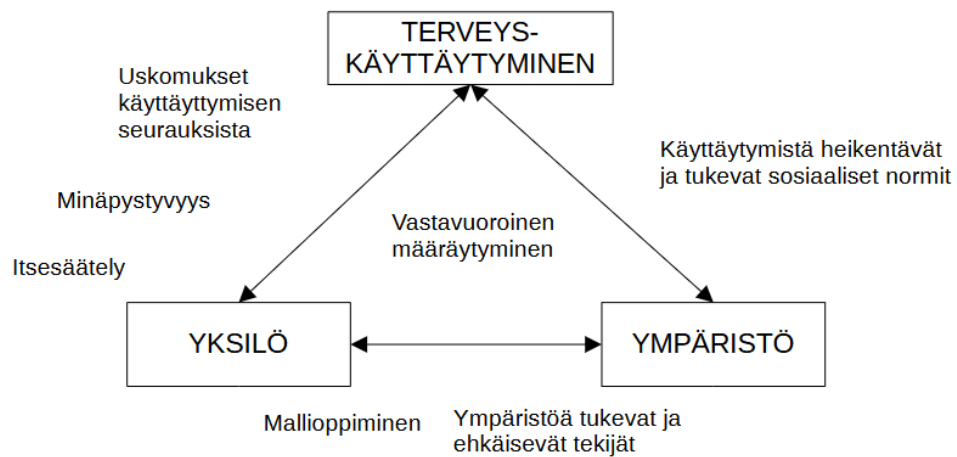 TERVEYS-
KÄYTTÄYTYMINEN
Uskomukset
käyttäyttymisen
seurauksista
Käyttäytymistä heikentävät
ja tukevat sosiaaliset normit
Minäpystyvyys
Vastavuoroinen
määräytyminen
Itsesäätely
YKSILÖ
YMPÄRISTÖ
Mallioppiminen
Ympäristöä tukevat ja
ehkäisevät tekijät